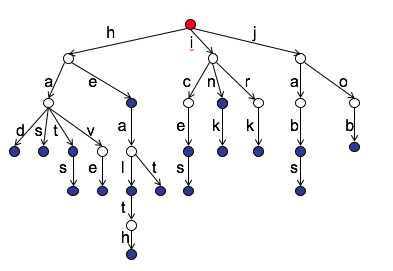 h i j
a e c n r a o
d s t v a e k k b b
s e l t s s
t
h